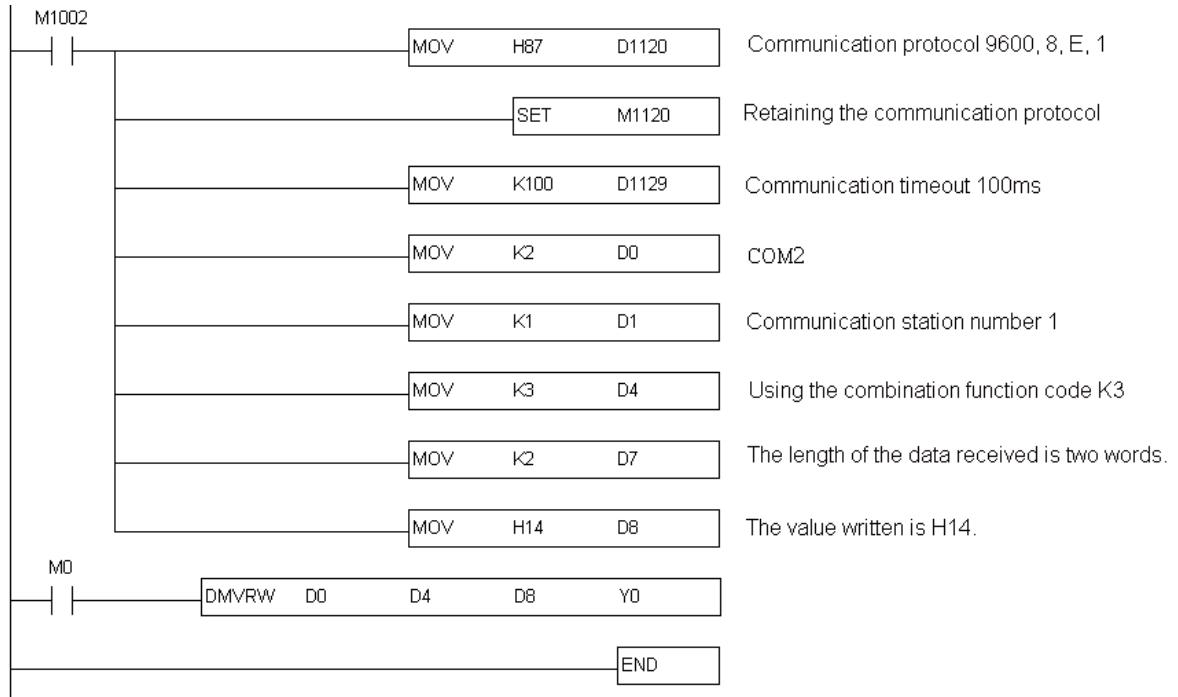 M1002
MOV H87 D1120 Communication protocol 9600, 8, E, 1
SET M1120 Retaining the communication protocol
MOV K100 D1129 Communication timeout 100ms
MOV K2 D0 COM2
MOV K1 D1 Communication station number 1
MOV K3 D4 Using the combination function code K3
MOV K2 D7 The length of the data received is two words.
MOV H14 D8 The value written is H14.
M0
DMVRW D0 D4 D8 Y0
END